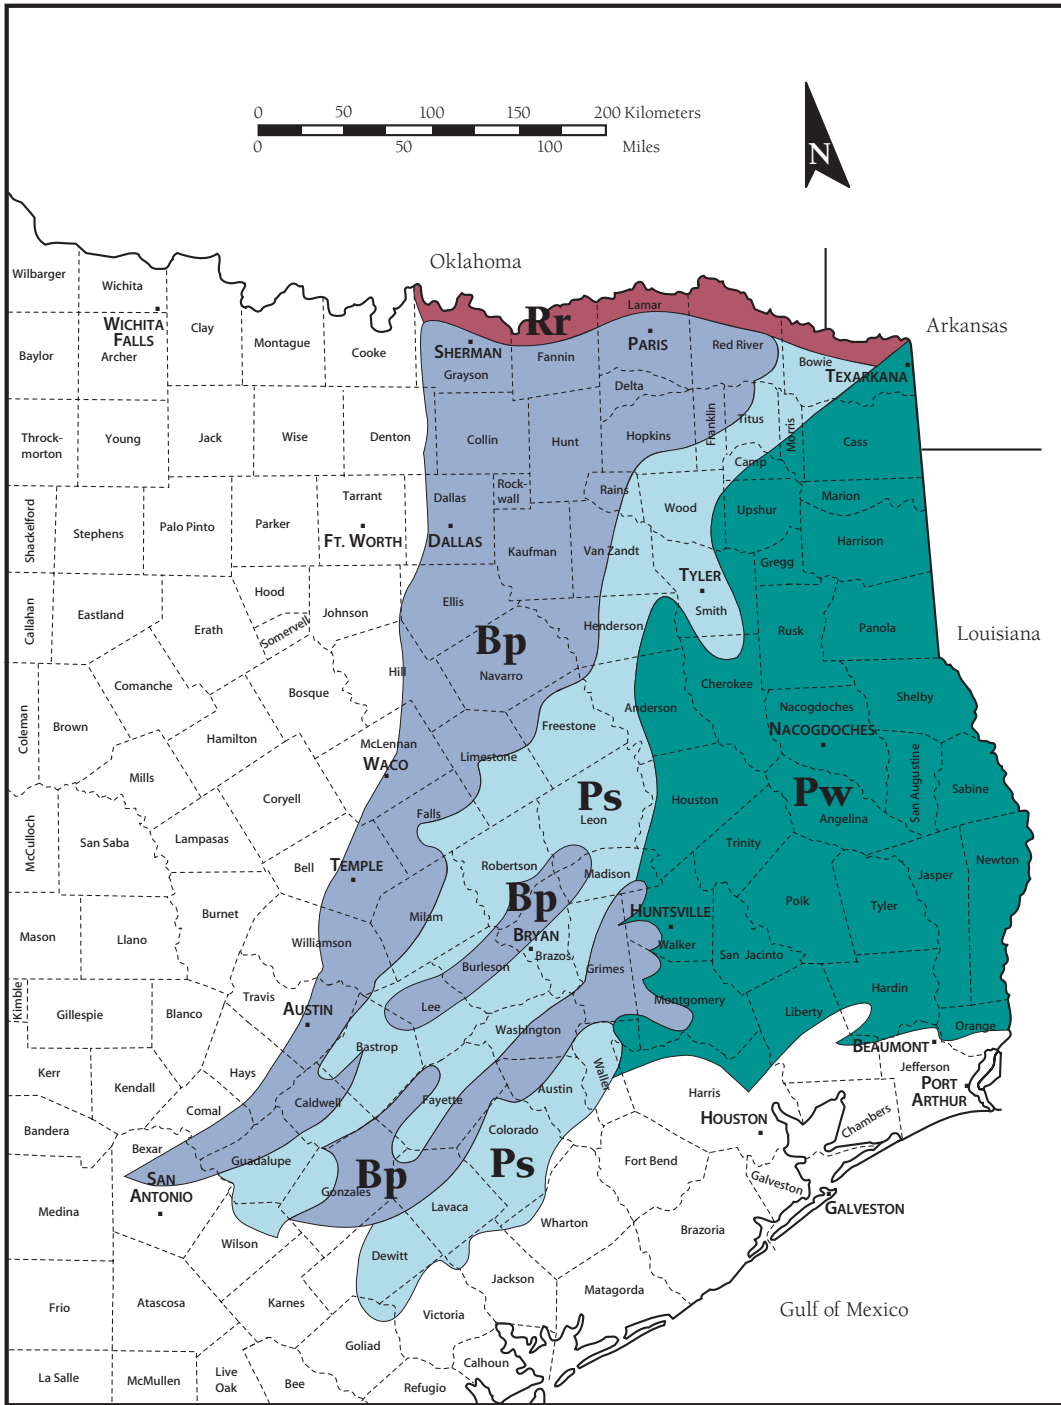 0 50 100 150 200 Kilometers
0 50 100 Miles
N
Oklahoma
Arkansas
Louisiana
Gulf of Mexico
Wilbarger
Wichita
WICHITA
FALLS
Clay
Montague
Cooke
Baylor
Archer
SHERMAN
Grayson
Rr
Fannin
Lamar
PARIS
Red River
Bowie
TEXARKANA
Delta
Throck-
morton
Young
Jack
Wise
Denton
Collin
Hunt
Hopkins
Franklin
Titus
Morris
Cass
Camp
Shackelford
Stephens
Palo Pinto
Parker
Tarrant
FT. WORTH
Dallas
DALLAS
Rock-
wall
Rains
Wood
Upshur
Marion
Harrison
Kaufman
Van Zandt
Gregg
TYLER
Smith
Callahan
Eastland
Erath
Hood
Somervell
Johnson
Ellis
Bp
Navarro
Henderson
Rusk
Panola
Comanche
Bosque
Hill
Anderson
Cherokee
Nacogdoches
NACOGDOCHES
Shelby
Coleman
Brown
Hamilton
McLennan
WACO
Limestone
Freestone
San Augustine
Sabine
Mills
Coryell
Falls
Ps
Leon
Houston
Pw
Angelina
McCulloch
San Saba
Lampasas
Bell
TEMPLE
Robertson
Madison
Trinity
Jasper
Newton
Mason
Llano
Burnet
Williamson
Milam
Bp
BRYAN
Brazos
HUNTSVILLE
Walker
Polk
Tyler
San Jacinto
Kimble
Gillespie
Blanco
Travis
AUSTIN
Burleson
Lee
Grimes
Montgomery
Liberty
Hardin
Orange
Washington
BEAUMONT
Jefferson
PORT
ARTHUR
Kerr
Kendall
Hays
Bastrop
Waller
Austin
Harris
HOUSTON
Chambers
Bandera
Comal
Caldwell
Fayette
Colorado
Bexar
SAN
ANTONIO
Guadalupe
Bp
Gonzales
Ps
Fort Bend
Galveston
GALVESTON
Medina
Wilson
Lavaca
Wharton
Brazoria
Dewitt
Frio
Atascosa
Karnes
Jackson
Matagorda
Goliad
Victoria
La Salle
McMullen
Live
Oak
Bee
Refugio
Calhoun